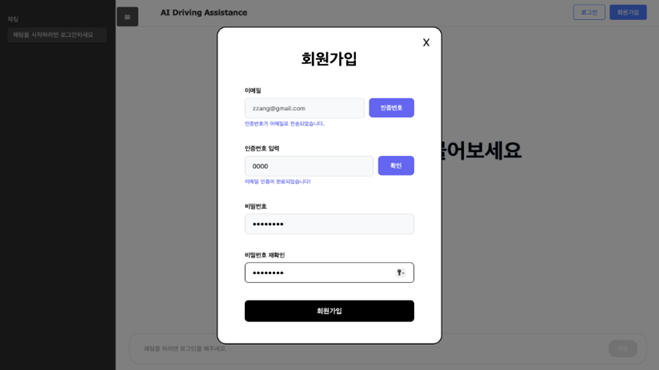 채팅
채팅을 시작하려면 로그인하세요
AI Driving Assistance
로그인
회원가입
X
회원가입
이메일
zzang@gmail.com
인증번호
인증번호가 이메일로 전송되었습니다.
인증번호 입력
0000
확인
이메일 인증이 완료되었습니다!
비밀번호
비밀번호 재확인
회원가입
물어보세요
채팅을 하려면 로그인을 해주세요.